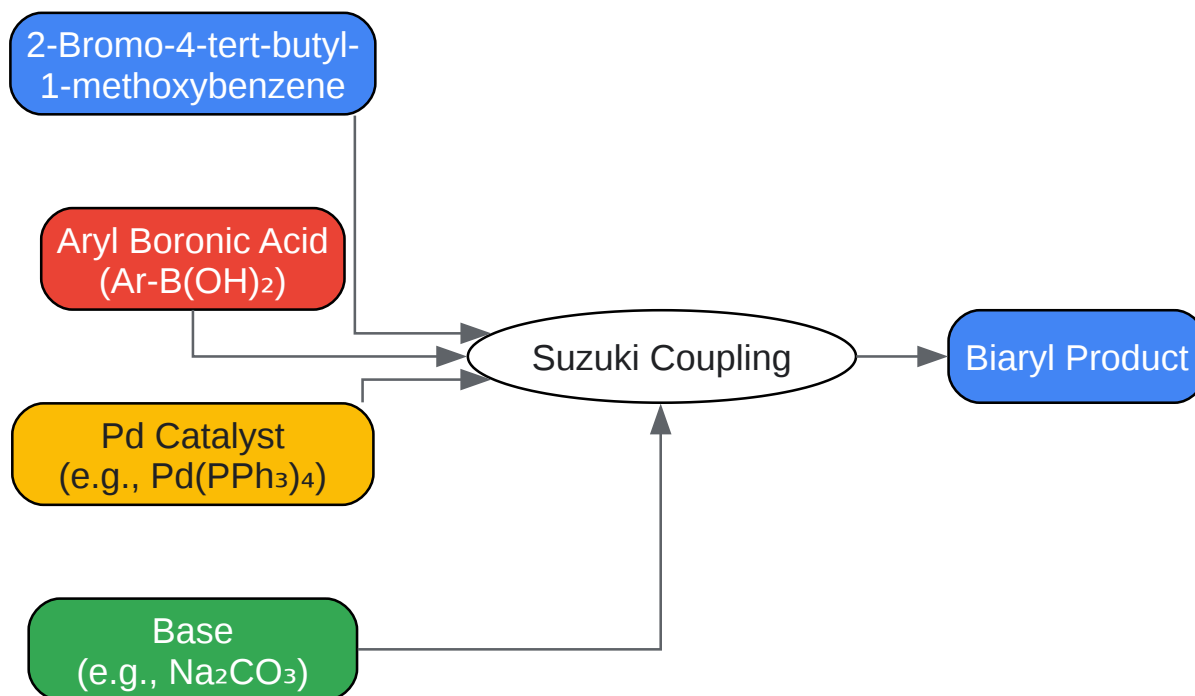 2-Bromo-4-tert-butyl-
1-methoxybenzene
Aryl Boronic Acid
(Ar-B(OH)₂)
Suzuki Coupling
Biaryl Product
Pd Catalyst
(e.g., Pd(PPh₃)₄)
Base
(e.g., Na₂CO₃)